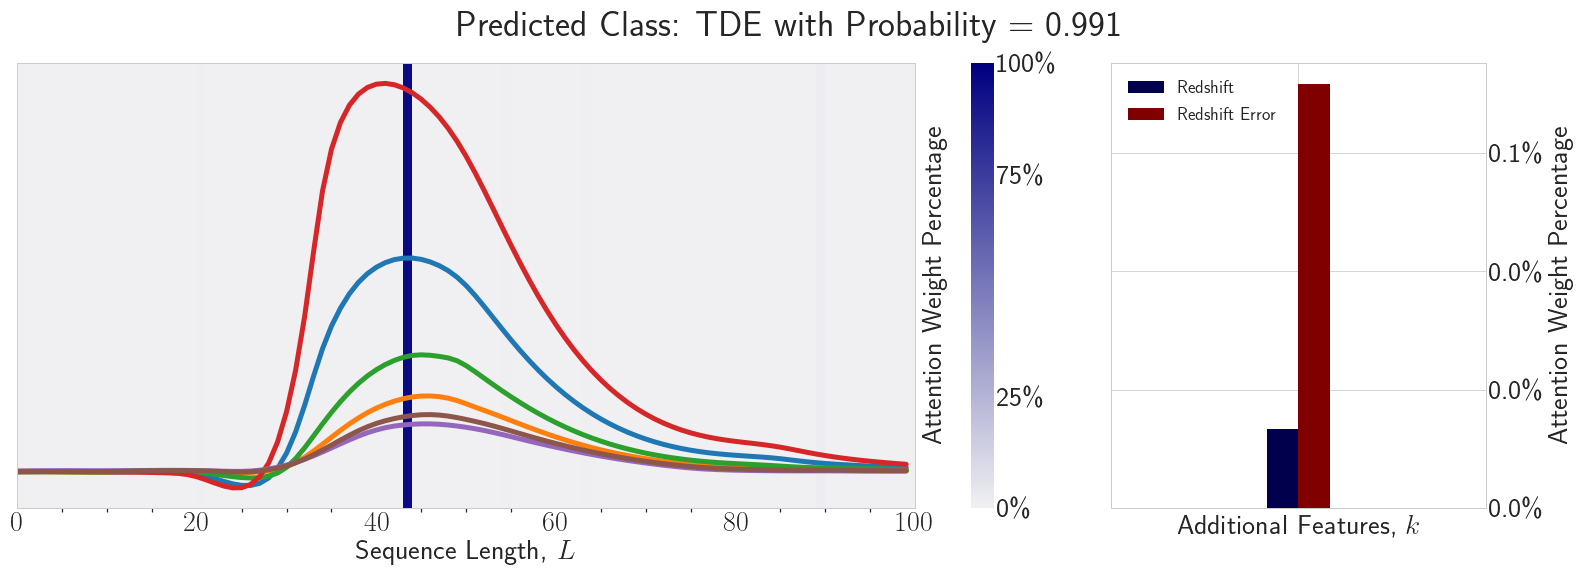 Predicted Class: TDE with Probability = 0.991
0 20 40 60 80 100
Sequence Length, L
100%
75%
25%
0%
Attention Weight Percentage
Redshift
Redshift Error
0.1%
0.0%
0.0%
0.0%
Attention Weight Percentage
Additional Features, k